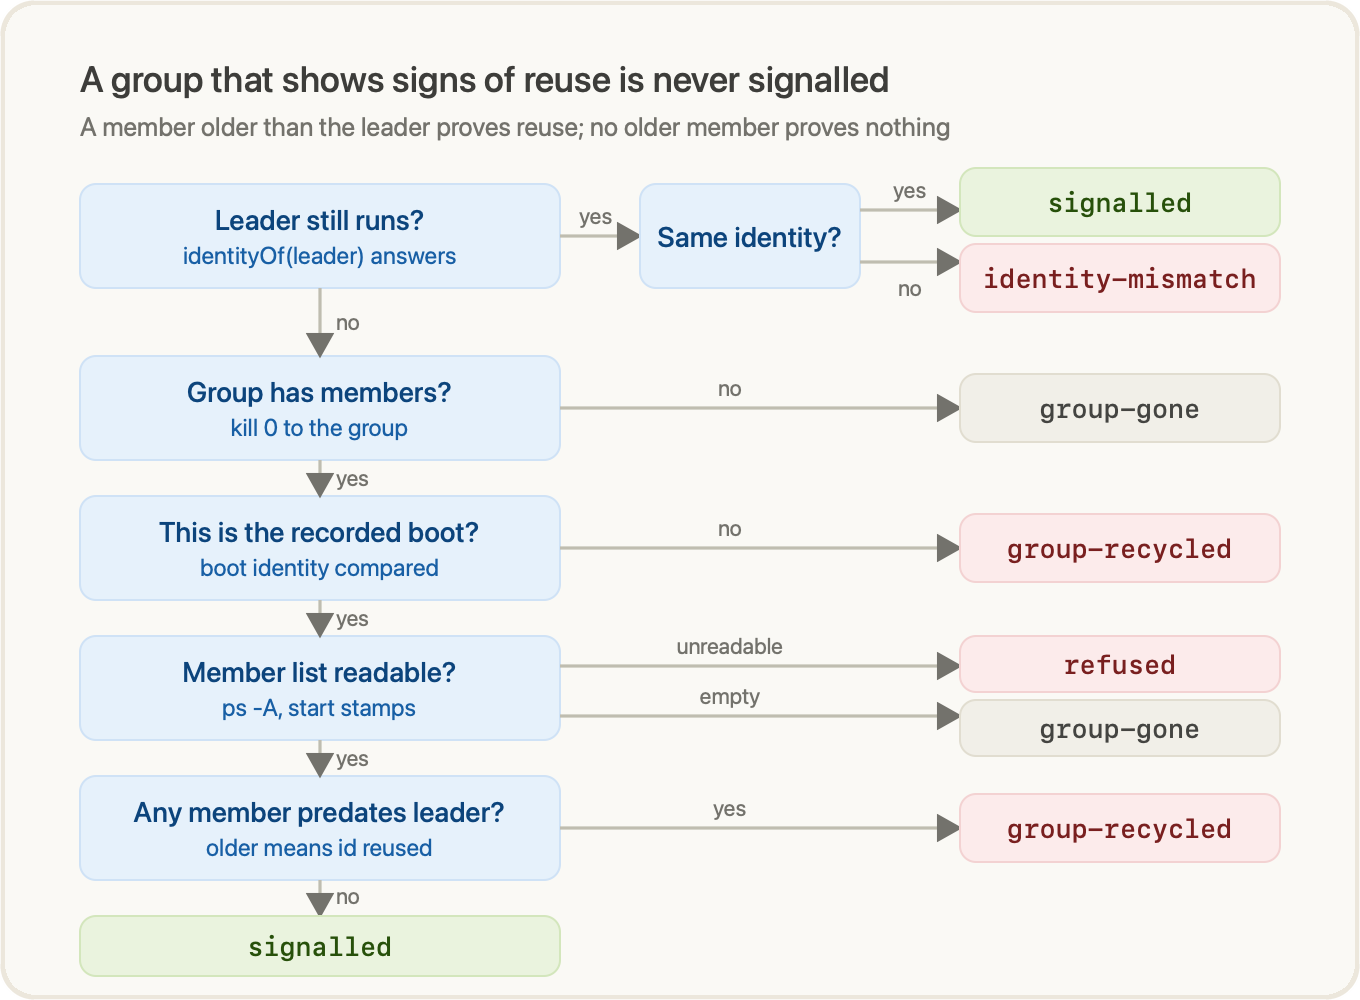 A group that shows signs of reuse is never signalled
A member older than the leader proves reuse; no older member proves nothing
Leader still runs?
identityOf(leader) answers
yes
Same identity?
yes
signalled
no
identity-mismatch
no
Group has members?
kill 0 to the group
no
group-gone
yes
This is the recorded boot?
boot identity compared
no
group-recycled
yes
Member list readable?
ps -A, start stamps
unreadable
refused
empty
group-gone
yes
Any member predates leader?
older means id reused
yes
group-recycled
no
signalled